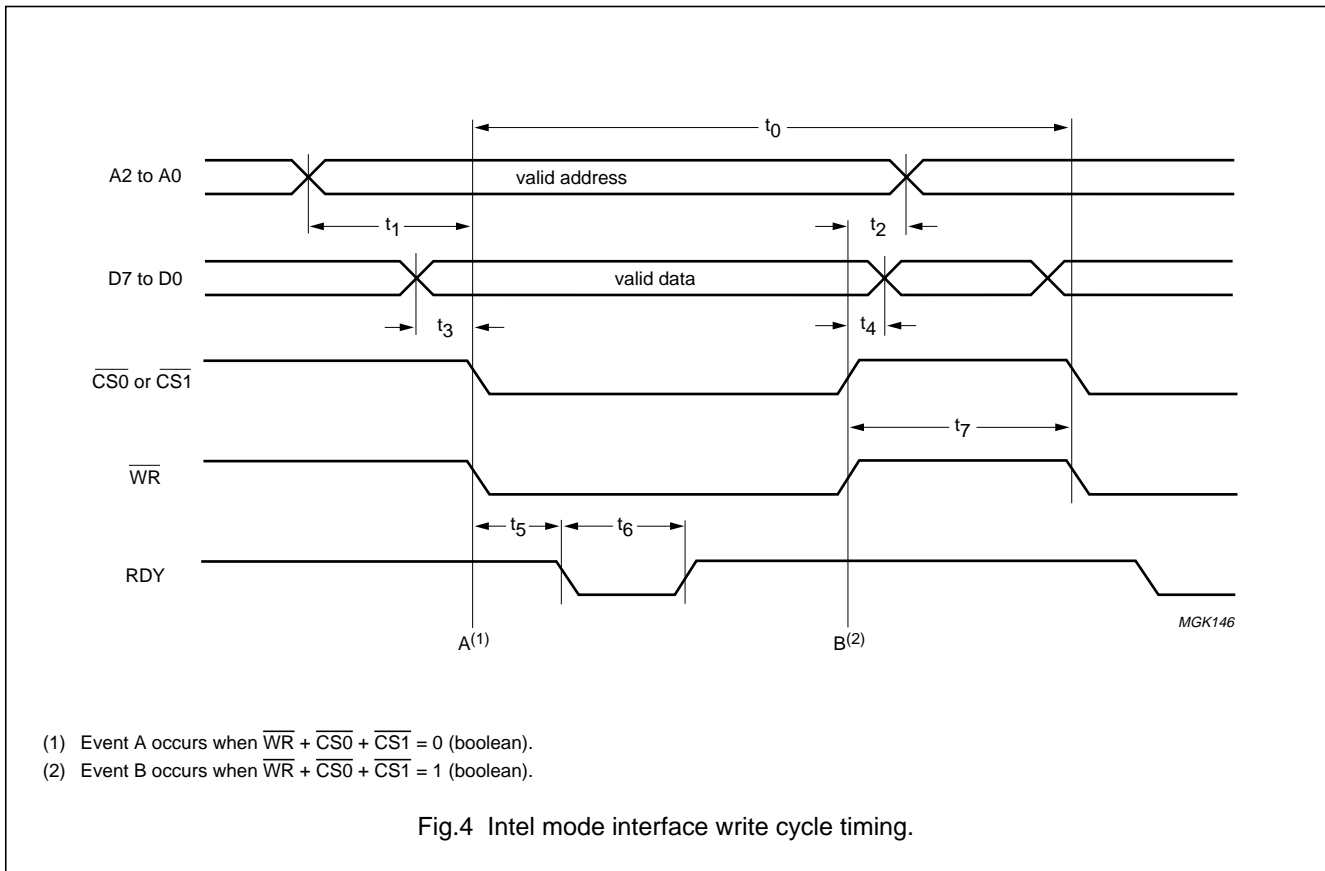 t0
A2 to A0
valid address
t1
t2
D7 to D0
valid data
t3
t4
CS0 or CS1
t7
WR
t5
t6
RDY
MGK146
A(1)
B(2)
(1) Event A occurs when WR + CS0 + CS1 = 0 (boolean).
(2) Event B occurs when WR + CS0 + CS1 = 1 (boolean).
Fig.4 Intel mode interface write cycle timing.